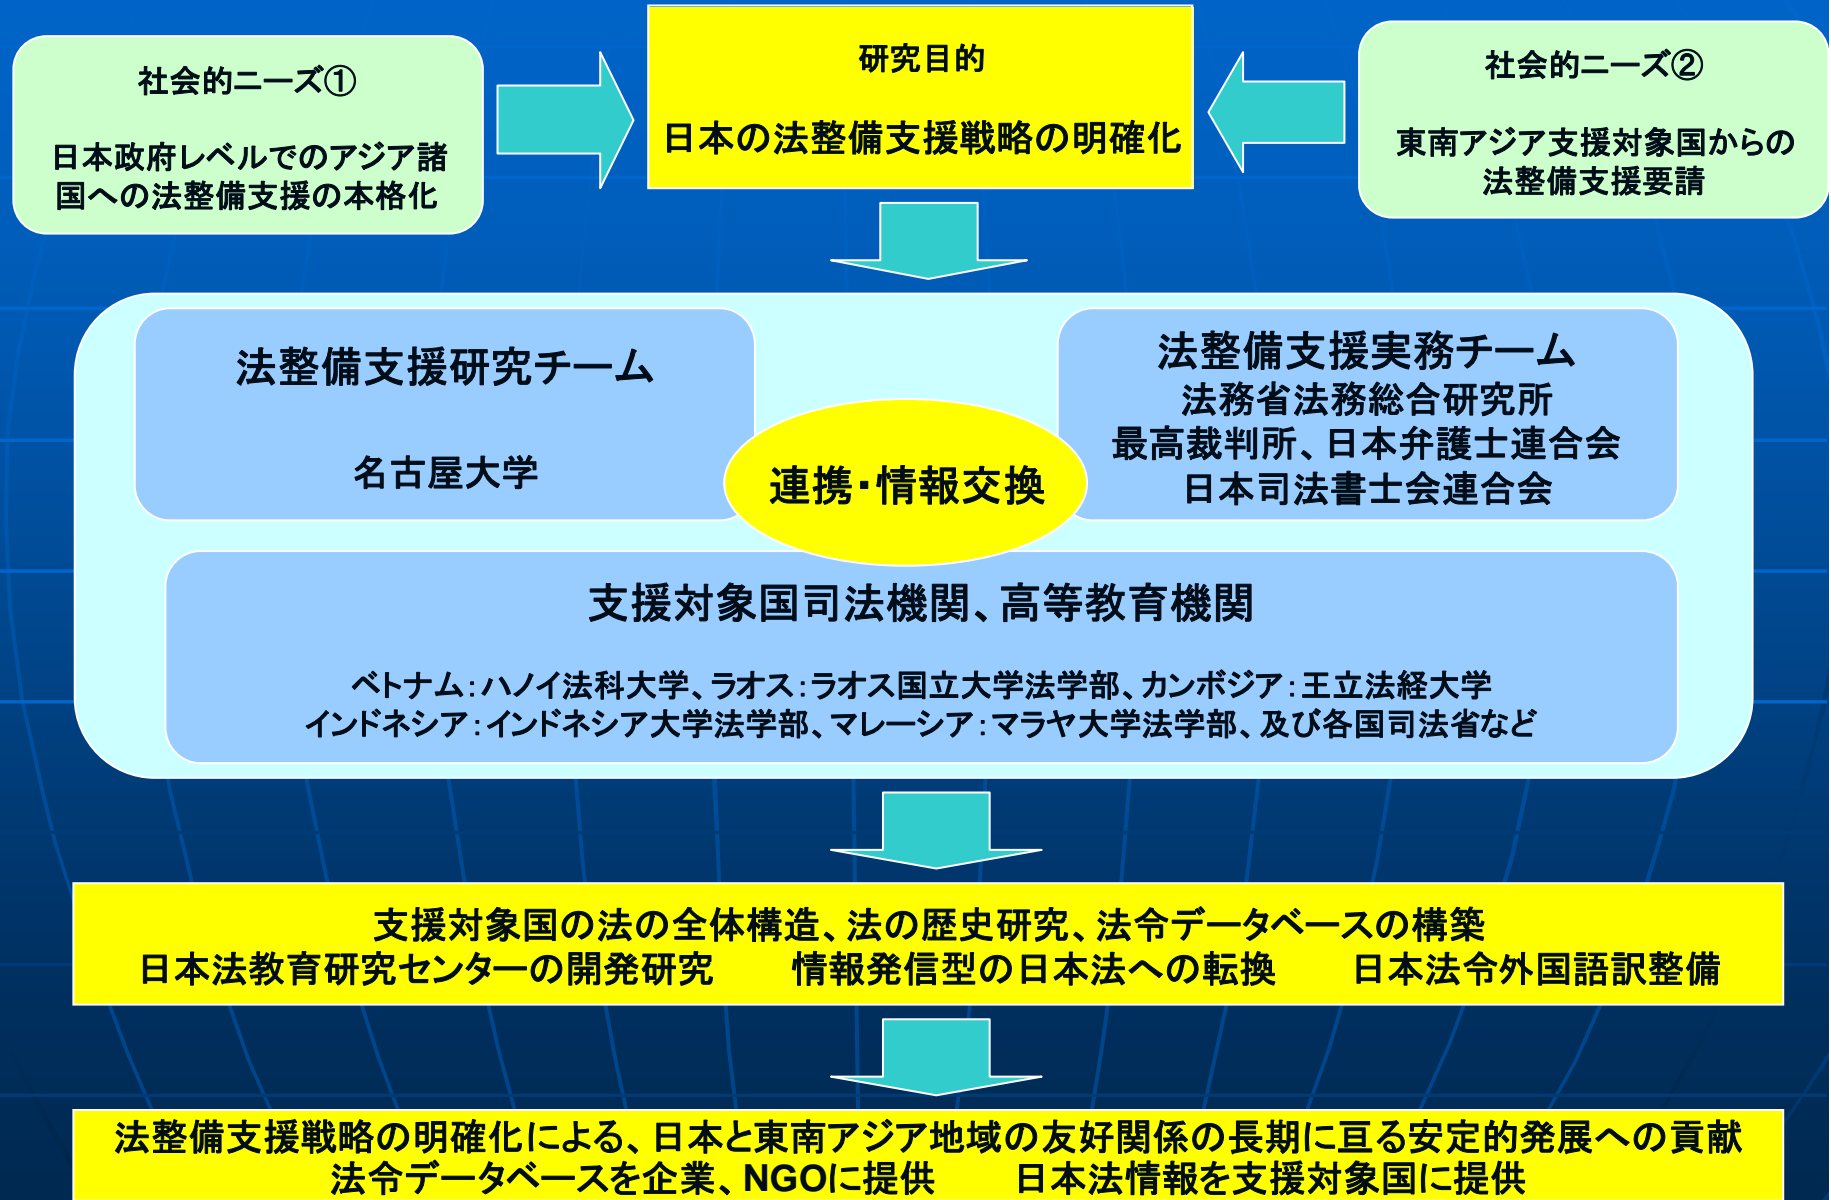 社会的ニーズ①
日本政府レベルでのアジア諸
国への法整備支援の本格化
研究目的
日本の法整備支援戦略の明確化
社会的ニーズ②
東南アジア支援対象国からの
法整備支援要請
法整備支援研究チーム
名古屋大学
連携・情報交換
法整備支援実務チーム
法務省法務総合研究所
最高裁判所、日本弁護士連合会
日本司法書士会連合会
支援対象国司法機関、高等教育機関
ベトナム：ハノイ法科大学、ラオス：ラオス国立大学法学部、カンボジア：王立法経大学
インドネシア：インドネシア大学法学部、マレーシア：マラヤ大学法学部、及び各国司法省など
支援対象国の法の全体構造、法の歴史研究、法令データベースの構築
日本法教育研究センターの開発研究　　情報発信型の日本法への転換　　日本法令外国語訳整備
法整備支援戦略の明確化による、日本と東南アジア地域の友好関係の長期に亘る安定的発展への貢献
法令データベースを企業、NGOに提供　　日本法情報を支援対象国に提供